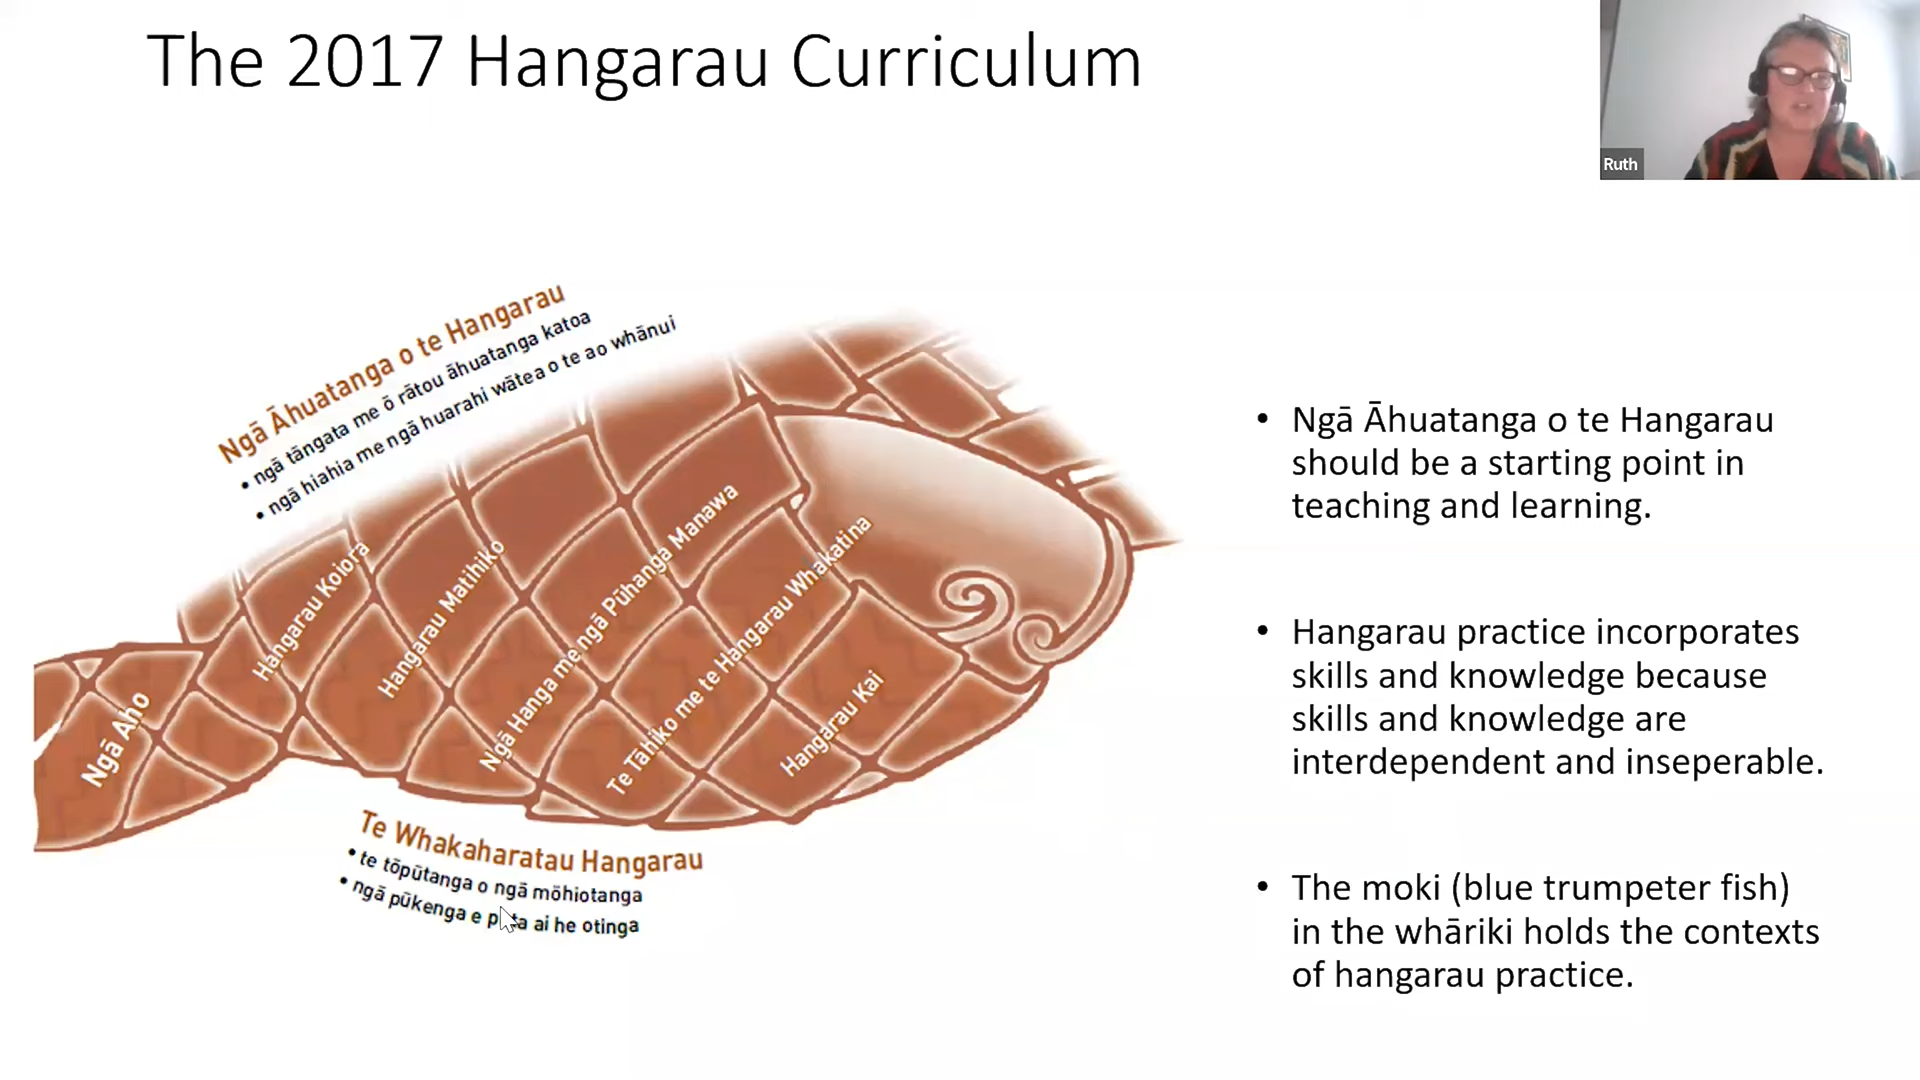 The 2017 Hangarau Curriculum
Ruth
Ngā Āhuatanga o te Hangarau
• ngā tāngata me ō rātou āhuatanga katoa
• ngā hiahia me ngā huarahi wātea o te ao whānui
Ngā Aho
Hangarau Koiora
Hangarau Matihiko
Ngā Hanga me ngā Pūhanga Manawa
Te Tāhiko me te Hangarau Whakatina
Hangarau Kai
Te Whakaharatau Hangarau
• te tōpūtanga o ngā mōhiotanga
• ngā pūkenga e ai he otinga
• Ngā Āhuatanga o te Hangarau
should be a starting point in
teaching and learning.
• Hangarau practice incorporates
skills and knowledge because
skills and knowledge are
interdependent and inseperable.
• The moki (blue trumpeter fish)
in the whāriki holds the contexts
of hangarau practice.